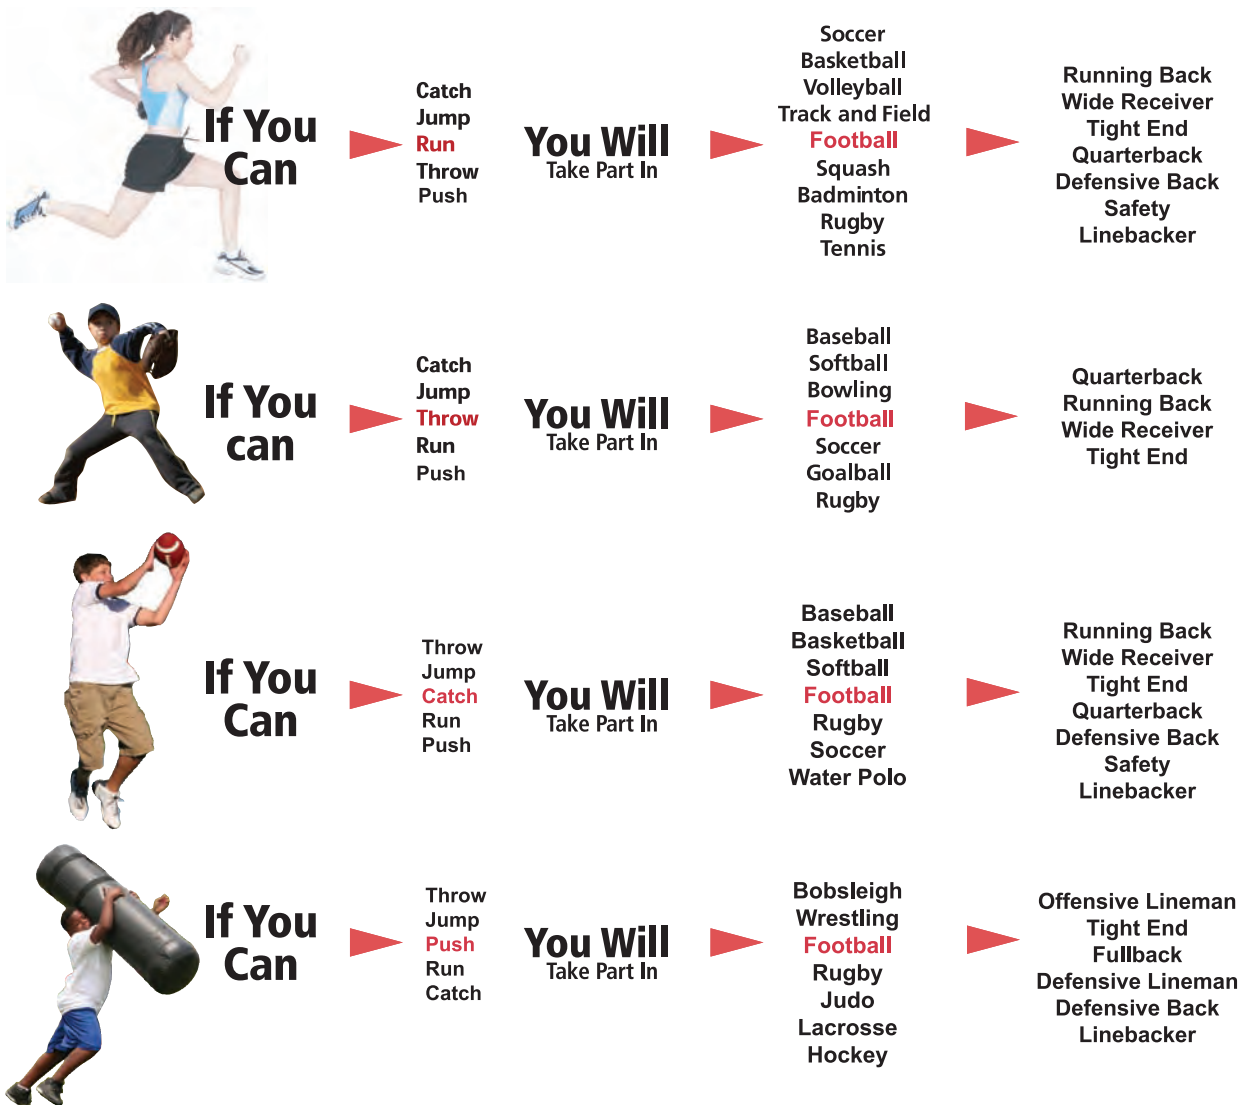 If You
Can
Catch
Jump
Run
Throw
Push
You Will
Take Part In
Soccer
Basketball
Volleyball
Track and Field
Football
Squash
Badminton
Rugby
Tennis
Running Back
Wide Receiver
Tight End
Quarterback
Defensive Back
Safety
Linebacker
If You
can
Catch
Jump
Throw
Run
Push
You Will
Take Part In
Baseball
Softball
Bowling
Football
Soccer
Goalball
Rugby
Quarterback
Running Back
Wide Receiver
Tight End
If You
Can
Throw
Jump
Catch
Run
Push
You Will
Take Part In
Baseball
Basketball
Softball
Football
Rugby
Soccer
Water Polo
Running Back
Wide Receiver
Tight End
Quarterback
Defensive Back
Safety
Linebacker
If You
Can
Throw
Jump
Push
Run
Catch
You Will
Take Part In
Bobsleigh
Wrestling
Football
Rugby
Judo
Lacrosse
Hockey
Offensive Lineman
Tight End
Fullback
Defensive Lineman
Defensive Back
Linebacker